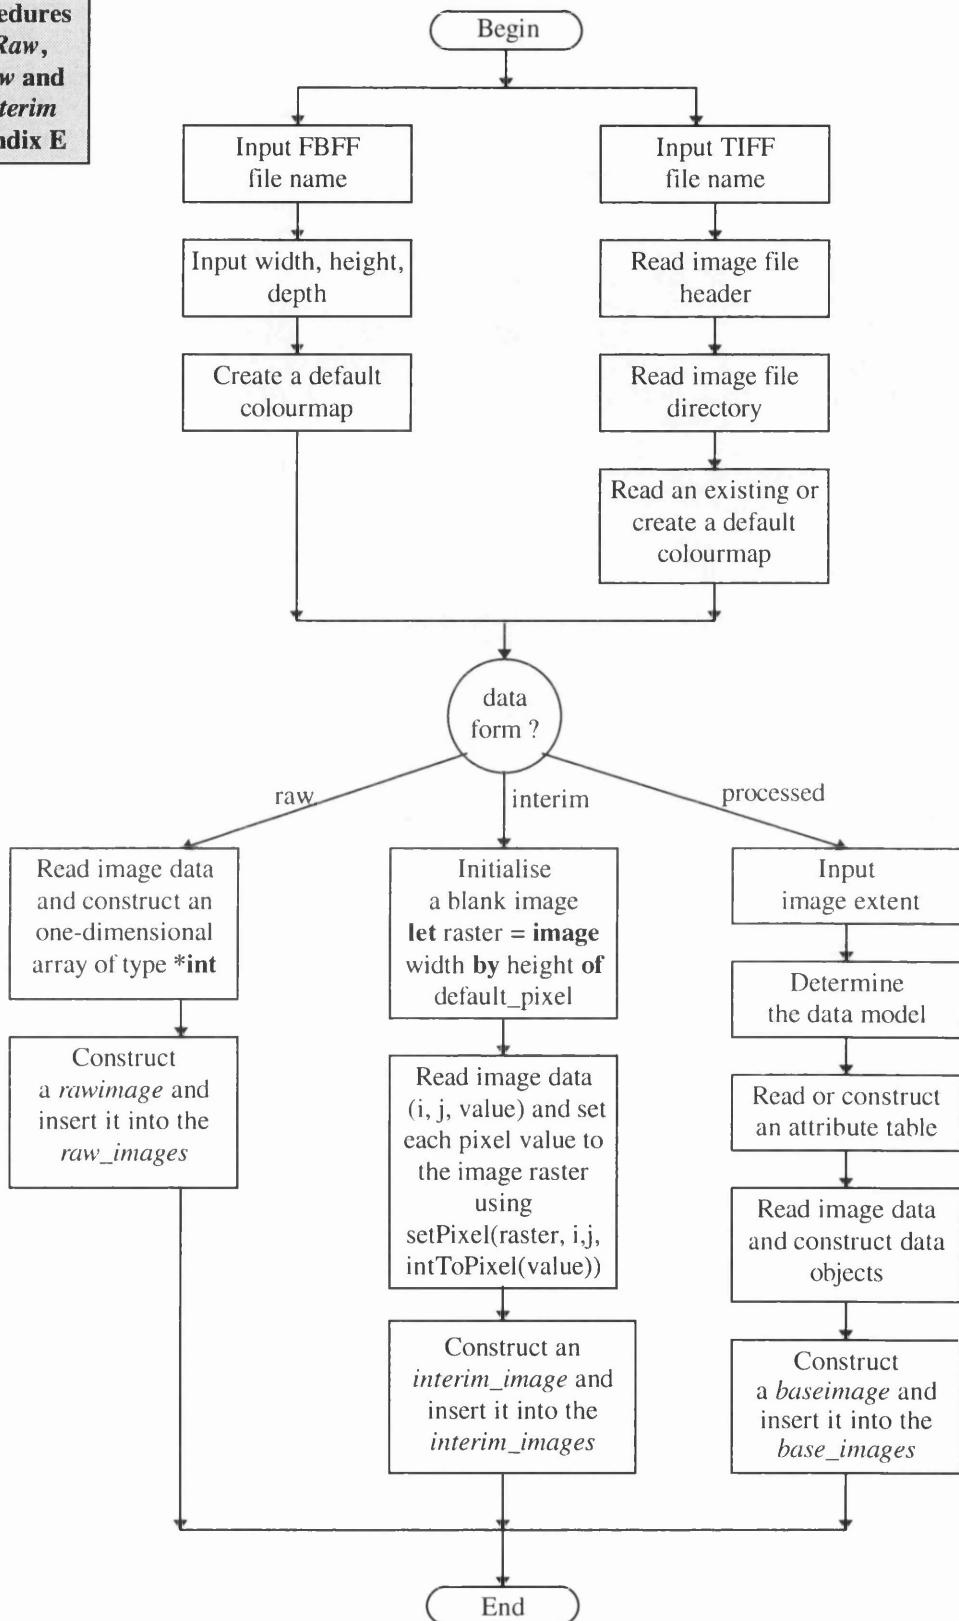 Raw,
and
Appendix E
Begin
Input FBFF
file name
Input width, height,
depth
Create a default
colourmap
Input TIFF
file name
Read image file
header
Read image file
directory
Read an existing or
create a default
colourmap
data
form ?
raw
interim
processed
Read image data
and construct an
one-dimensional
array of type *int
Construct
a rawimage and
insert it into the
raw_images
Initialise
a blank image
let raster = image
width by height of
default_pixel
Read image data
(i, j, value) and set
each pixel value to
the image raster
using
setPixel(raster, i,j,
intToPixel(value))
Construct an
interim_image and
insert it into the
interim_images
Input
image extent
Determine
the data model
Read or construct
an attribute table
Read image data
and construct data
objects
Construct
a baseimage and
insert it into the
base_images
End